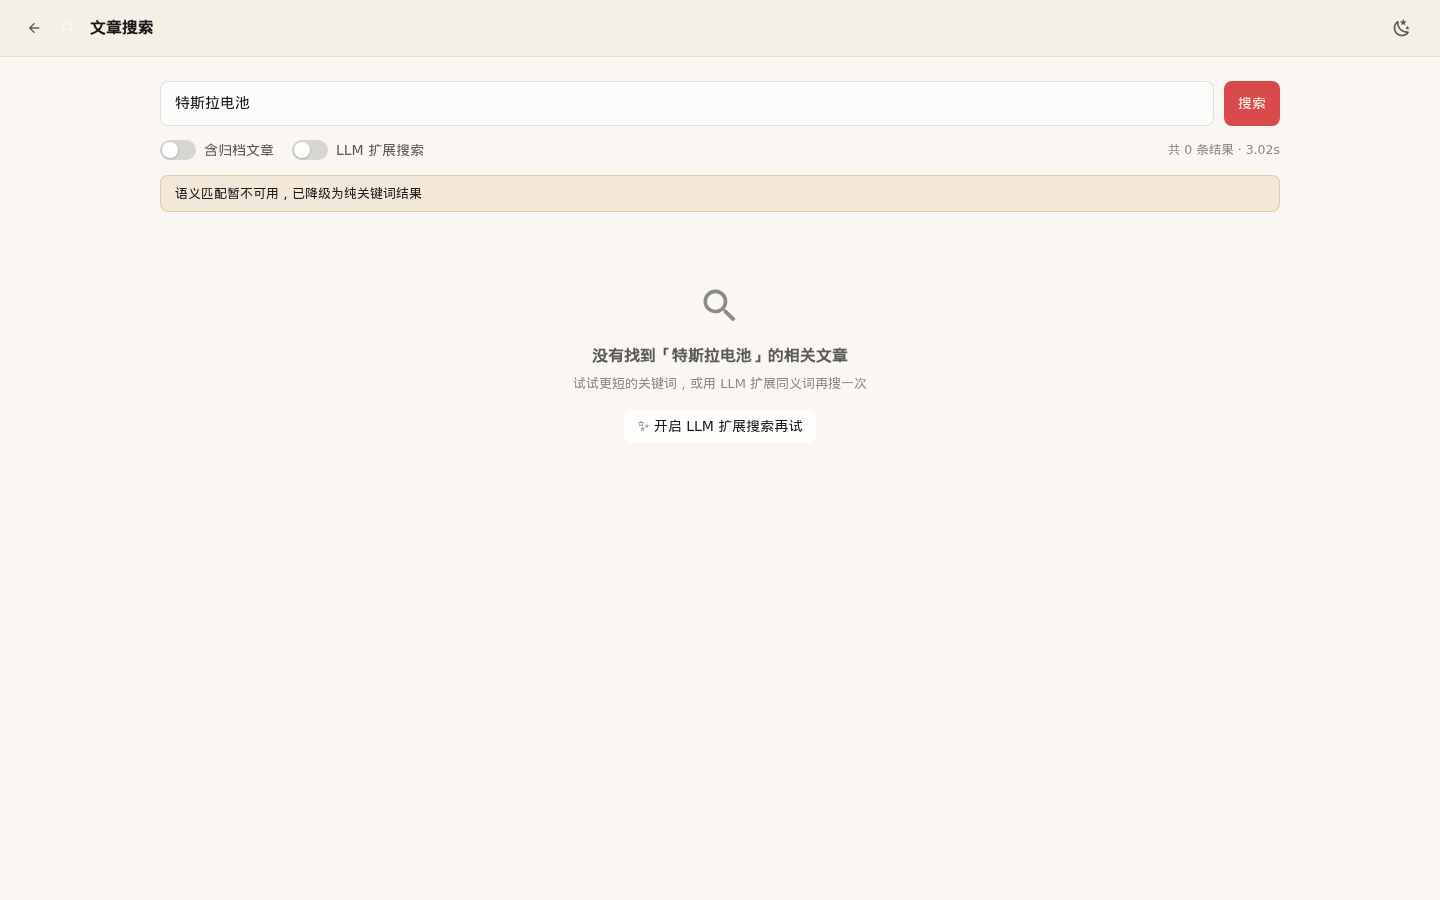 文章搜索
特斯拉电池
搜索
含归档文章
LLM 扩展搜索
共 0 条结果 · 3.02s
语义匹配暂不可用，已降级为纯关键词结果
没有找到「特斯拉电池」的相关文章
试试更短的关键词，或用 LLM 扩展同义词再搜一次
✨ 开启 LLM 扩展搜索再试